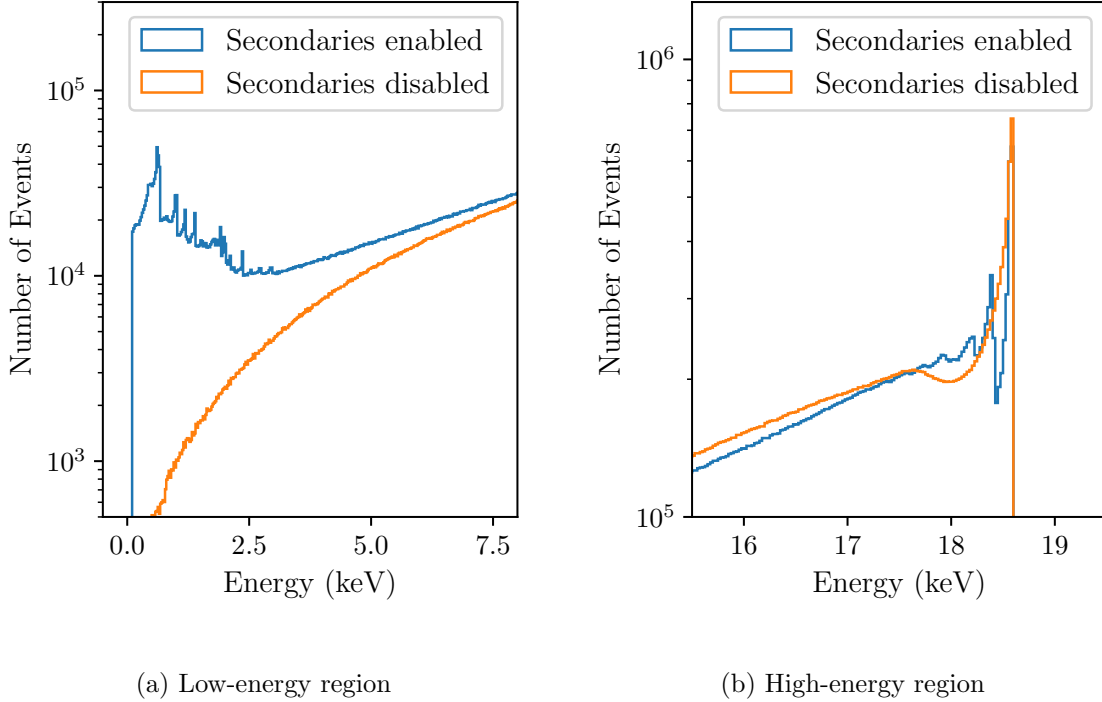 Secondaries enabled
Secondaries disabled
10^5
10^4
10^3
Number of Events
0.0 2.5 5.0 7.5
Energy (keV)
(a) Low-energy region
Secondaries enabled
Secondaries disabled
10^6
10^5
Number of Events
16 17 18 19
Energy (keV)
(b) High-energy region